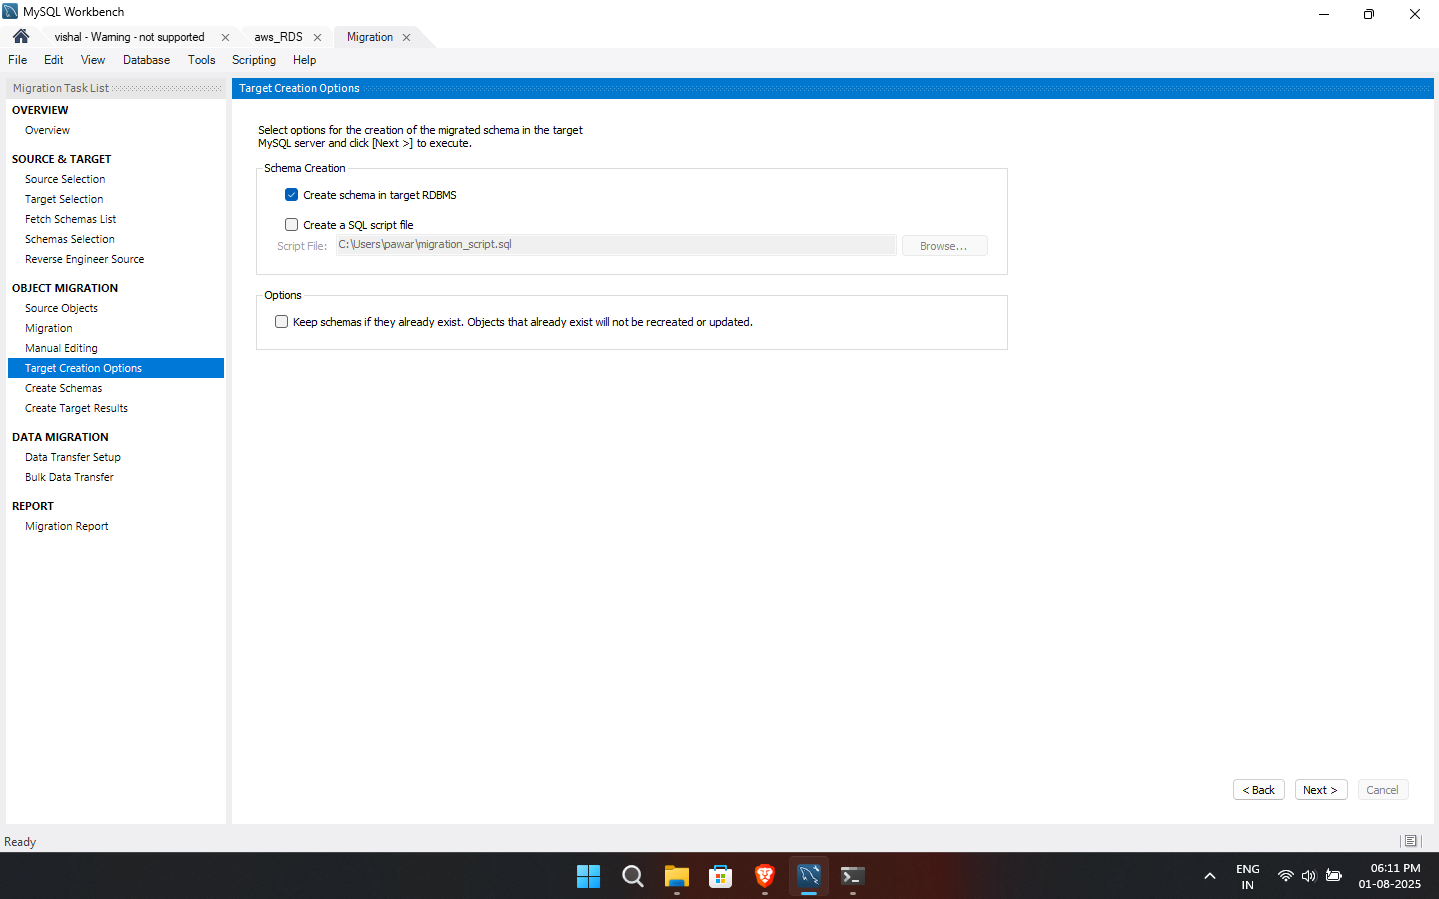 MySQL Workbench
vishal - Warning - not supported
aws_RDS
Migration
File Edit View Database Tools Scripting Help
Migration Task List
OVERVIEW
Overview
SOURCE & TARGET
Source Selection
Target Selection
Fetch Schemas List
Schemas Selection
Reverse Engineer Source
OBJECT MIGRATION
Source Objects
Migration
Manual Editing
Target Creation Options
Create Schemas
Create Target Results
DATA MIGRATION
Data Transfer Setup
Bulk Data Transfer
REPORT
Migration Report
Target Creation Options
Select options for the creation of the migrated schema in the target
MySQL server and click [Next >] to execute.
Schema Creation
Create schema in target RDBMS
Create a SQL script file
Script File: C:\Users\pawar\migration_script.sql Browse...
Options
Keep schemas if they already exist. Objects that already exist will not be recreated or updated.
< Back Next > Cancel
Ready
ENG
IN
06:11 PM
01-08-2025